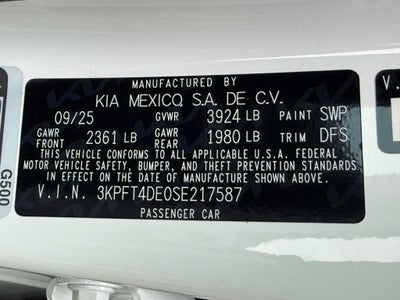 MANUFACTURED BY
KIA MEXICO, S.A. DE C.V.
09/25 GVWR 3924 LB PAINT SWP
GAWR FRONT 2361 LB GAWR REAR 1980 LB TRIM DFS
THIS VEHICLE CONFORMS TO ALL APPLICABLE U.S.A. FEDERAL
MOTOR VEHICLE SAFETY, BUMPER, AND THEFT PREVENTION STANDARDS
IN EFFECT ON THE DATE OF MANUFACTURE SHOWN ABOVE.
V.I.N. 3KPFT4DE0SE217587
PASSENGER CAR
G500
V.